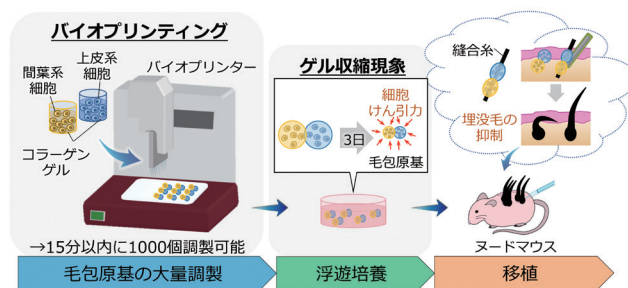 バイオプリンティング
間葉系
細胞
上皮系
細胞
バイオプリンター
コラーゲン
ゲル
→15分以内に1000個調製可能
毛包原基の大量調製
ゲル収縮現象
細胞
けん引力
3日
毛包原基
浮遊培養
縫合糸
埋没毛の
抑制
ヌードマウス
移植